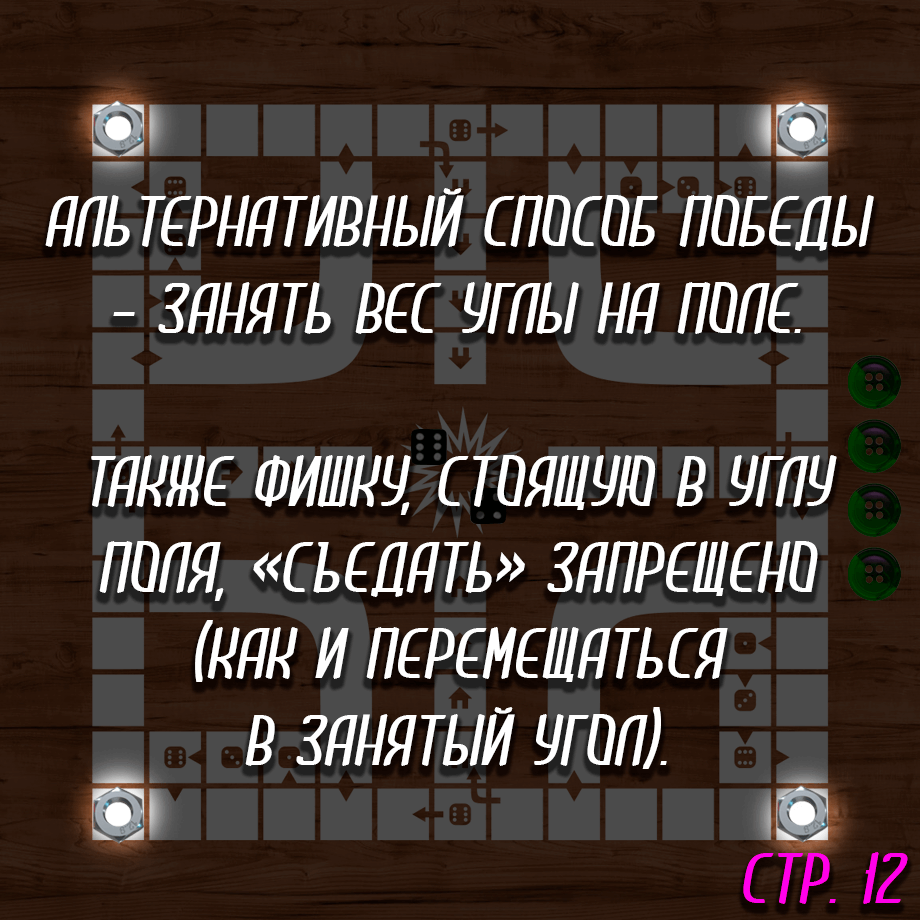 АЛЬТЕРНАТИВНЫЙ СПОСОБ ПОБЕДЫ
- ЗАНЯТЬ ВЕС УГЛЫ НА ПОЛЕ.
ТАКЖЕ ФИШКУ, СТОЯЩУЮ В УГЛУ
ПОЛЯ, «СЪЕДАТЬ» ЗАПРЕЩЕНО
(КАК И ПЕРЕМЕЩАТЬСЯ
В ЗАНЯТЫЙ УГОЛ).
СТР. 12